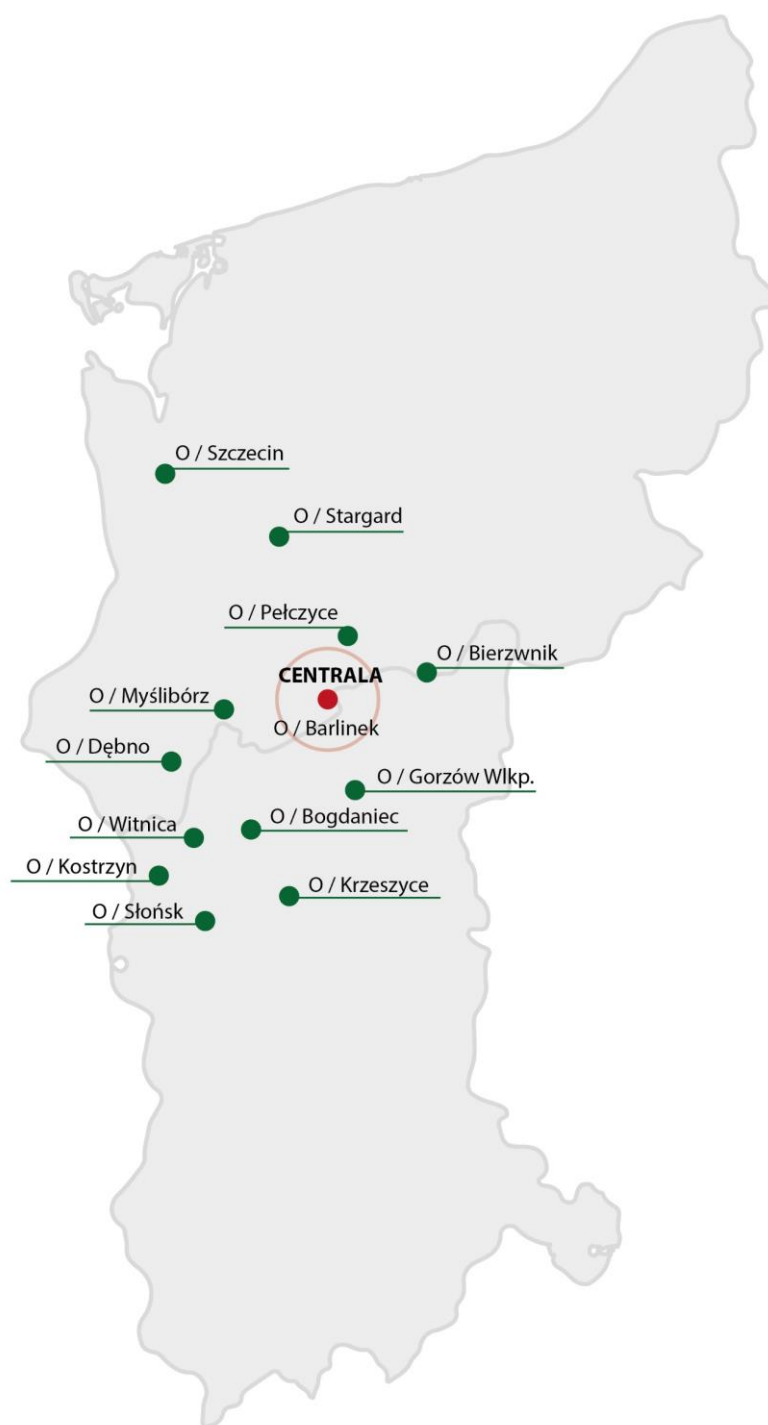 O / Szczecin
O / Stargard
O / Pełczyce
O / Bierzwnik
CENTRALA
O / Myślibórz
O / Barlinek
O / Dębno
O / Gorzów Wlkp.
O / Bogdaniec
O / Witnica
O / Kostrzyn
O / Krzeszyce
O / Słońsk